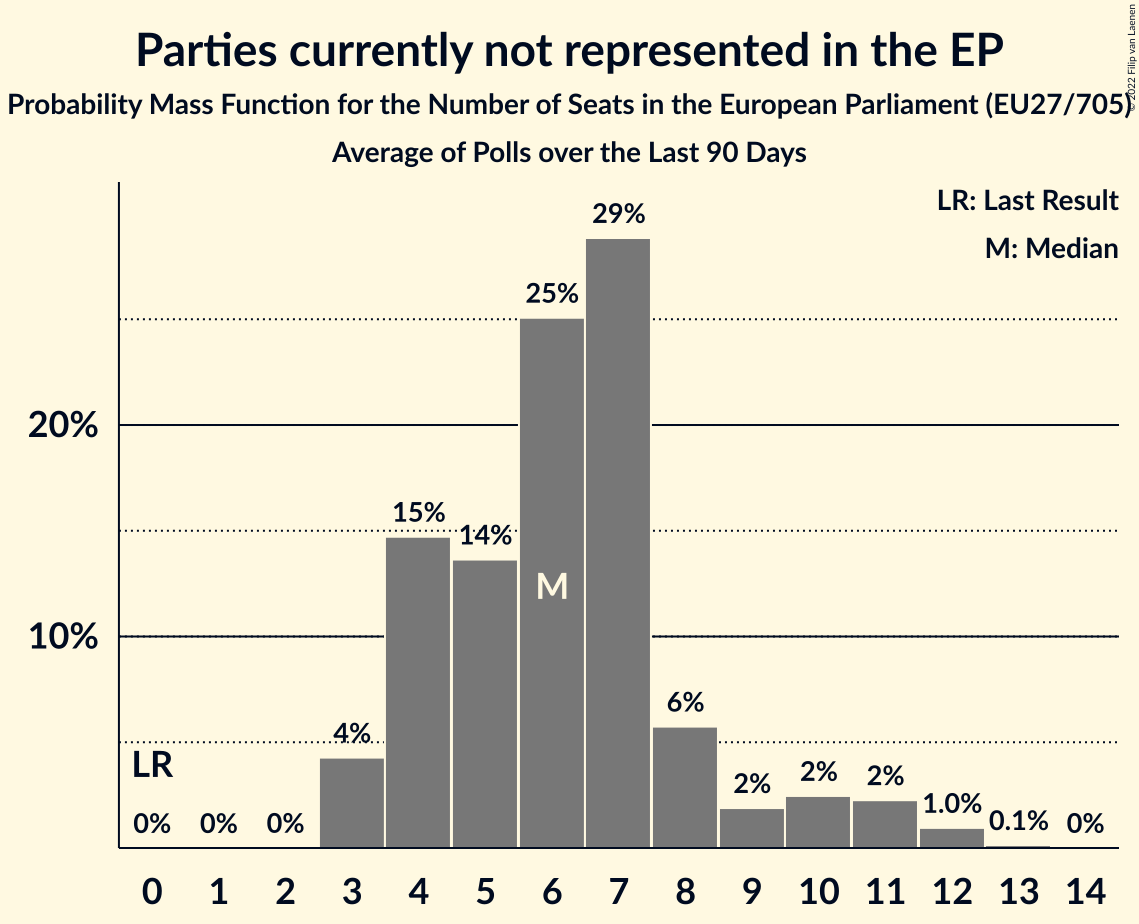 Parties currently not represented in the EP
Probability Mass Function for the Number of Seats in the European Parliament (EU27/705)
Average of Polls over the Last 90 Days
© 2022 Filip van Laenen
LR: Last Result
M: Median
29%
25%
20%
15%
14%
M
10%
6%
4%
LR
2%
2%
2%
1.0%
0.1%
0%
0%
0%
0%
0 1 2 3 4 5 6 7 8 9 10 11 12 13 14